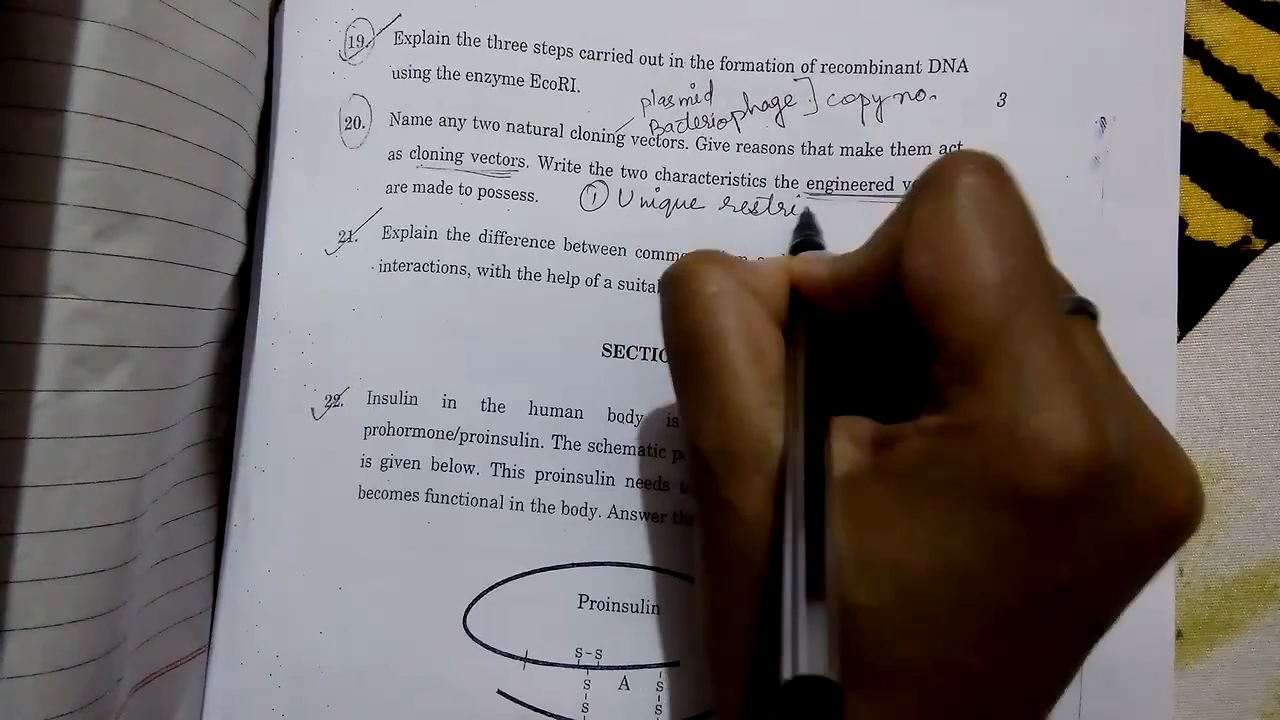 19. Explain the three steps carried out in the formation of recombinant DNA
using the enzyme EcoRI.
plasmid
Bacteriophage ] copy no.
3
20. Name any two natural cloning vectors. Give reasons that make them act
as cloning vectors. Write the two characteristics the engineered
are made to possess.
① Unique restri
21. Explain the difference between
interactions, with the help of a
SECTIO
22. Insulin in the human body is
prohormone/proinsulin. The schematic
is given below. This proinsulin needs
becomes functional in the body. Answer
Proinsulin
S-S
S A S
S S